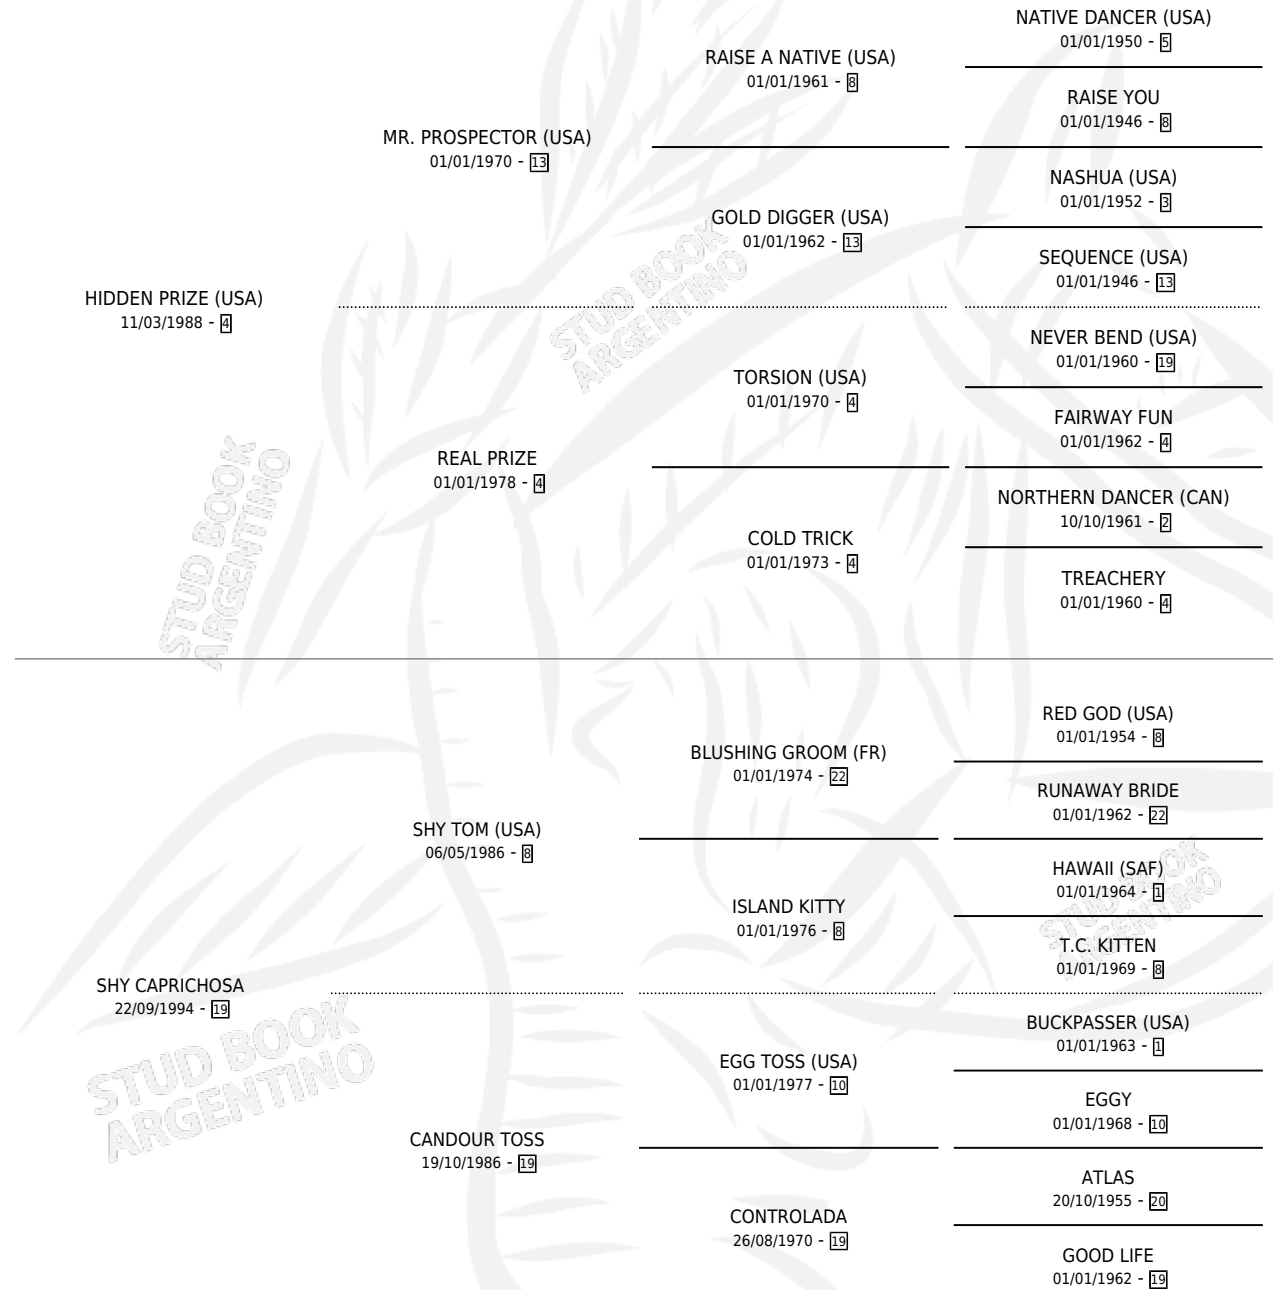 NATIVE DANCER (USA)
01/01/1950 - 5
RAISE A NATIVE (USA)
01/01/1961 - 8
RAISE YOU
01/01/1946 - 8
MR. PROSPECTOR (USA)
01/01/1970 - 13
NASHUA (USA)
01/01/1952 - 3
GOLD DIGGER (USA)
01/01/1962 - 13
SEQUENCE (USA)
01/01/1946 - 13
HIDDEN PRIZE (USA)
11/03/1988 - 4
NEVER BEND (USA)
01/01/1960 - 19
TORSION (USA)
01/01/1970 - 4
FAIRWAY FUN
01/01/1962 - 4
REAL PRIZE
01/01/1978 - 4
NORTHERN DANCER (CAN)
10/10/1961 - 2
COLD TRICK
01/01/1973 - 4
TREACHERY
01/01/1960 - 4
RED GOD (USA)
01/01/1954 - 8
BLUSHING GROOM (FR)
01/01/1974 - 22
RUNAWAY BRIDE
01/01/1962 - 22
SHY TOM (USA)
06/05/1986 - 8
HAWAII (SAF)
01/01/1964 - 1
ISLAND KITTY
01/01/1976 - 8
T.C. KITTEN
01/01/1969 - 8
SHY CAPRICHOSA
22/09/1994 - 19
BUCKPASSER (USA)
01/01/1963 - 1
EGG TOSS (USA)
01/01/1977 - 10
EGGY
01/01/1968 - 10
CANDOUR TOSS
19/10/1986 - 19
ATLAS
20/10/1955 - 20
CONTROLADA
26/08/1970 - 19
GOOD LIFE
01/01/1962 - 19
STUD BOOK
ARGENTINO
STUD BOOK
ARGENTINO
STUD BOOK
ARGENTINO
STUD BOOK
ARGENTINO